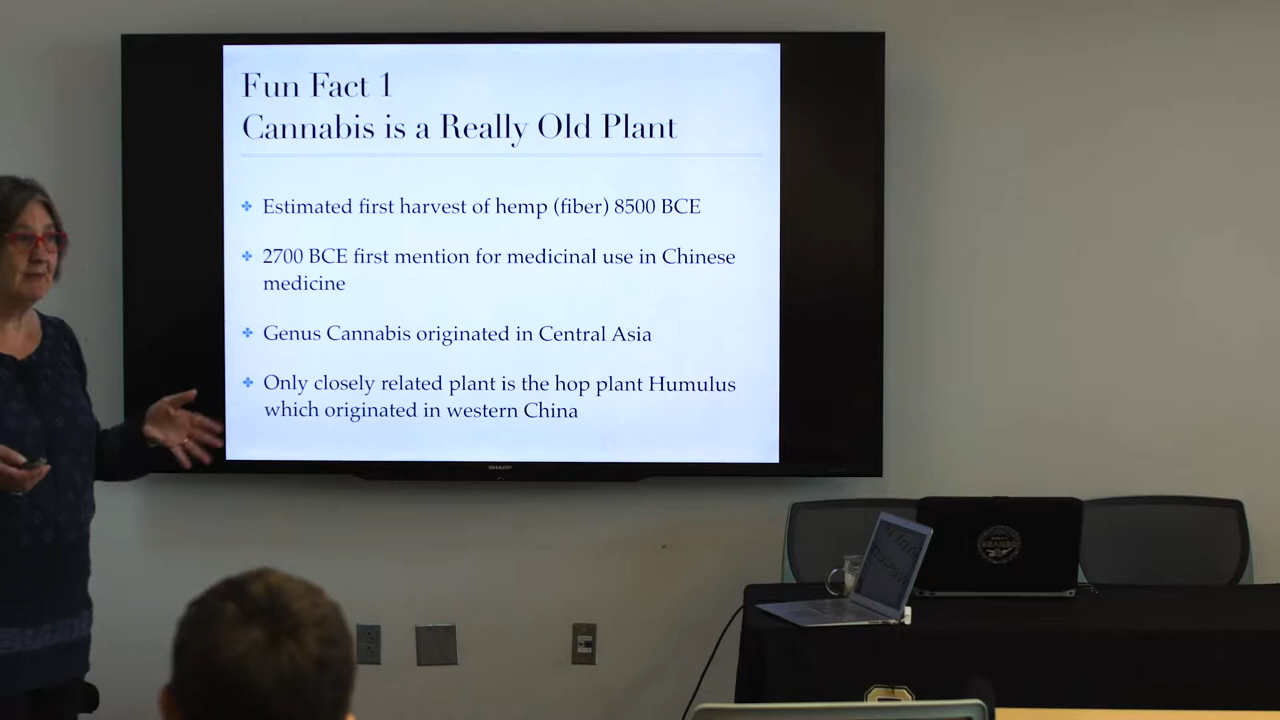 Fun Fact 1
Cannabis is a Really Old Plant
Estimated first harvest of hemp (fiber) 8500 BCE
2700 BCE first mention for medicinal use in Chinese
medicine
Genus Cannabis originated in Central Asia
Only closely related plant is the hop plant Humulus
which originated in western China
SHARP